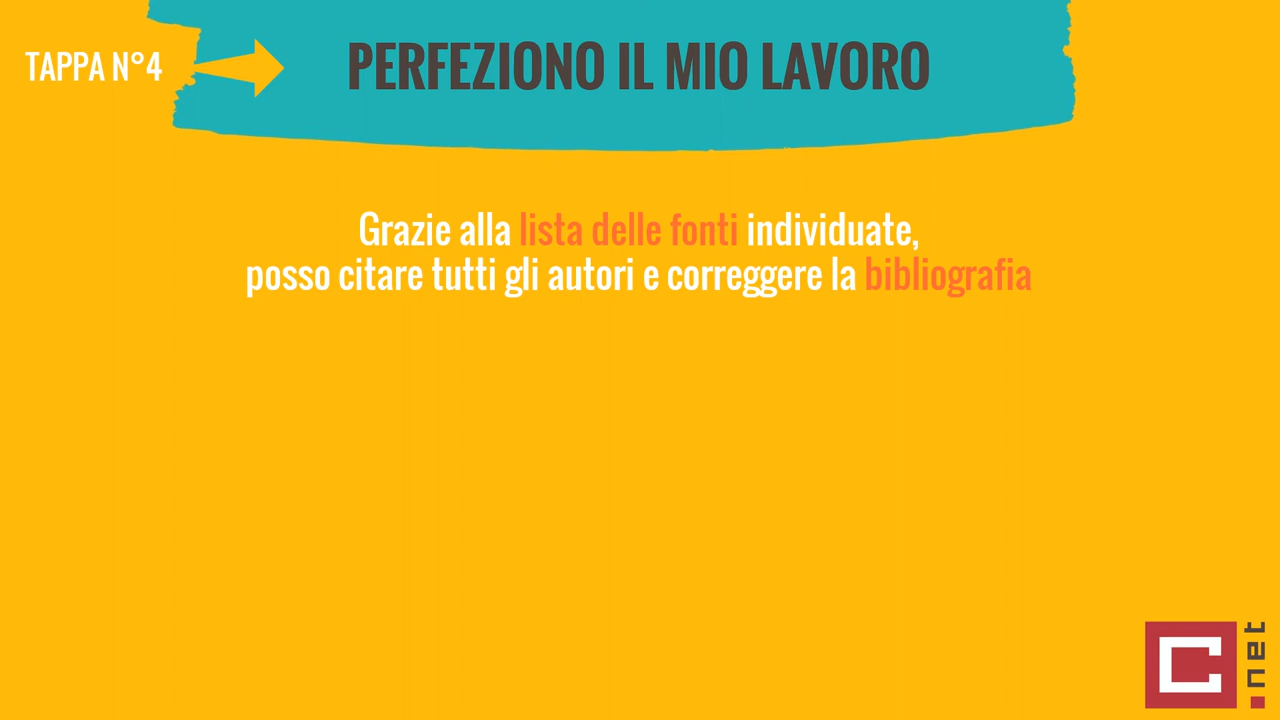 TAPPA N°4
PERFEZIONO IL MIO LAVORO
Grazie alla lista delle fonti individuate,
posso citare tutti gli autori e correggere la bibliografia
C
.net